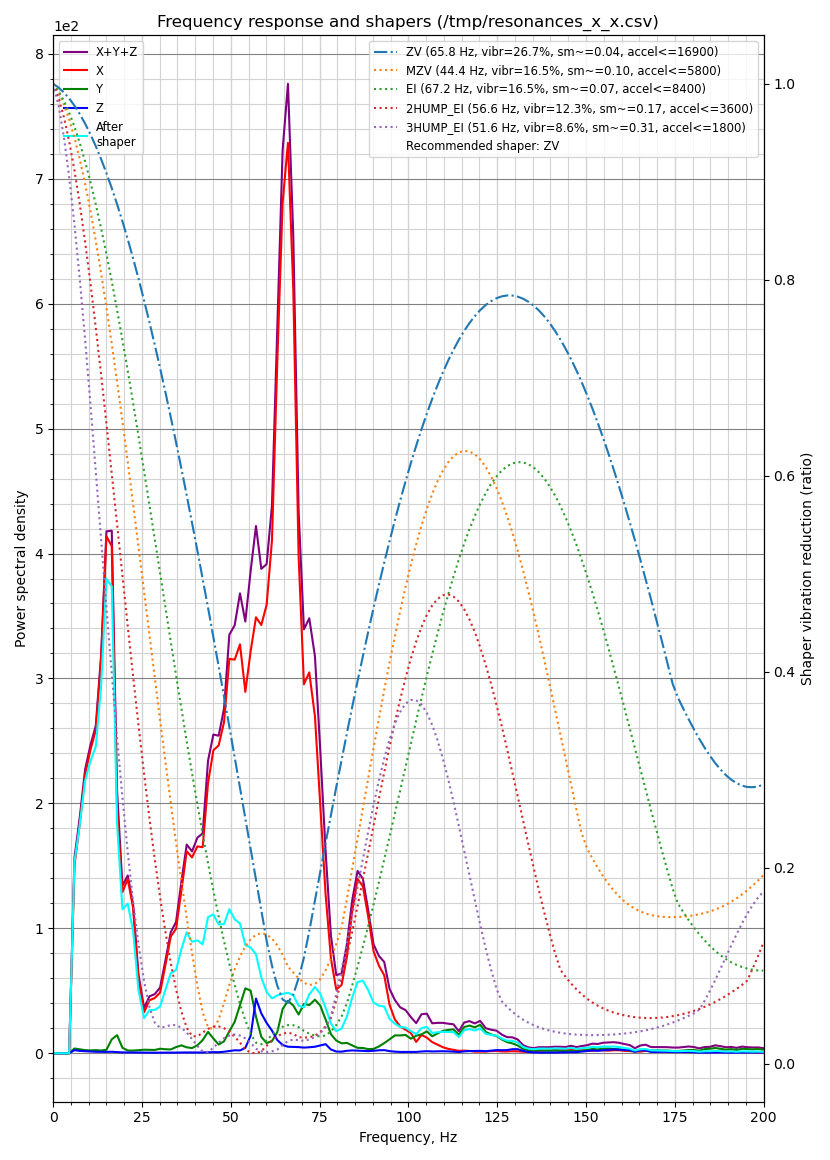 Frequency response and shapers (/tmp/resonances_x_x.csv)
1e2
X+Y+Z
X
Y
Z
After
shaper
ZV (65.8 Hz, vibr=26.7%, sm~=0.04, accel<=16900)
MZV (44.4 Hz, vibr=16.5%, sm~=0.10, accel<=5800)
EI (67.2 Hz, vibr=16.5%, sm~=0.07, accel<=8400)
2HUMP_EI (56.6 Hz, vibr=12.3%, sm~=0.17, accel<=3600)
3HUMP_EI (51.6 Hz, vibr=8.6%, sm~=0.31, accel<=1800)
Recommended shaper: ZV
8
7
6
5
4
3
2
1
0
Power spectral density
1.0
0.8
0.6
0.4
0.2
0.0
Shaper vibration reduction (ratio)
0 25 50 75 100 125 150 175 200
Frequency, Hz